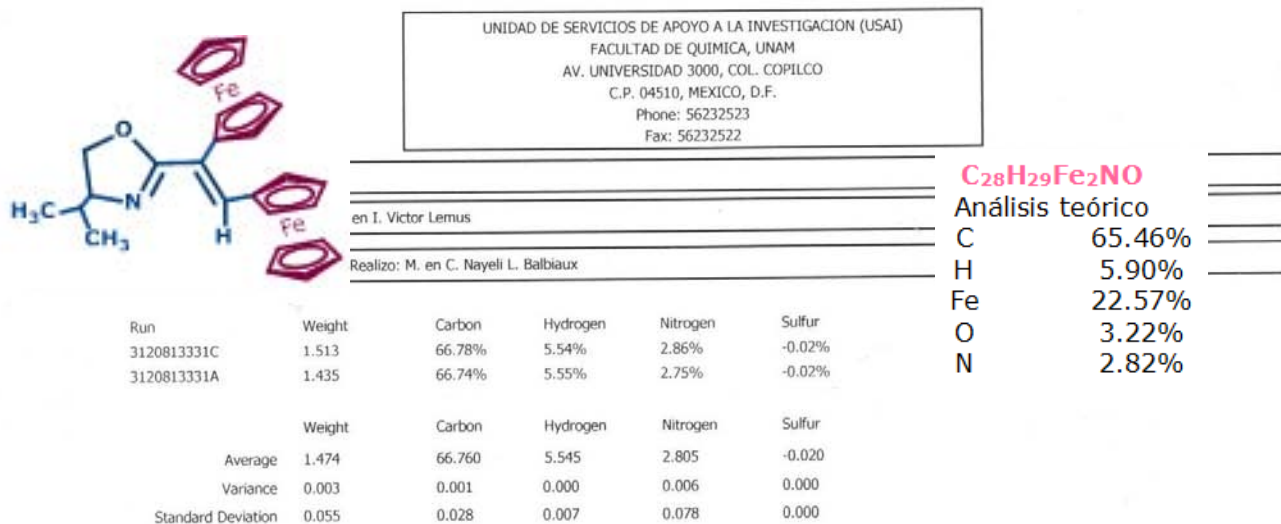 UNIDAD DE SERVICIOS DE APOYO A LA INVESTIGACION (USAI)
FACULTAD DE QUIMICA, UNAM
AV. UNIVERSIDAD 3000, COL. COPILCO
C.P. 04510, MEXICO, D.F.
Phone: 56232523
Fax: 56232522
Fe
O
N
H₃C
CH₃
H
Fe
en I. Victor Lemus
Realizo: M. en C. Nayeli L. Balbiaux
C₂₈H₂₉Fe₂NO
Análisis teórico
C 65.46%
H 5.90%
Fe 22.57%
O 3.22%
N 2.82%
Run Weight Carbon Hydrogen Nitrogen Sulfur
3120813331C 1.513 66.78% 5.54% 2.86% -0.02%
3120813331A 1.435 66.74% 5.55% 2.75% -0.02%
Weight Carbon Hydrogen Nitrogen Sulfur
Average 1.474 66.760 5.545 2.805 -0.020
Variance 0.003 0.001 0.000 0.006 0.000
Standard Deviation 0.055 0.028 0.007 0.078 0.000